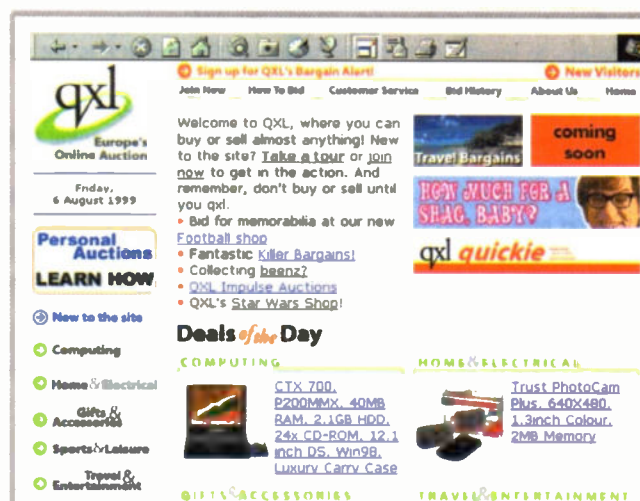 Sign up for QXL's Bargain Alert!
New Visitors
Join Now
How To Bid
Customer Service
Bid History
About Us
Home
qxl
Europe's
Online Auction
Friday,
6 August 1999
Personal
Auctions
LEARN HOW
New to the site
Computing
Home & Electrical
Gifts &
Accessories
Sports & Leisure
Travel &
Entertainment
Welcome to QXL, where you can
buy or sell almost anything! New
to the site? Take a tour or join
now to get in the action. And
remember, don't buy or sell until
you qxl.
• Bid for memorabilia at our new
Football shop
• Fantastic Killer Bargains!
• Collecting beenz?
• QXL Impulse Auctions
• QXL's Star Wars Shop!
Travel Bargains
coming
soon
HOW MUCH FOR A
SHAG, BABY?
qxl quickie
Deals of the Day
COMPUTING
CTX 700,
P200MMX, 40MB
RAM, 2.1GB HDD,
24x CD-ROM, 12.1
inch DS, Win98,
Luxury Carry Case
HOME & ELECTRICAL
Trust PhotoCam
Plus, 640X480,
1.3inch Colour,
2MB Memory
GIFTS & ACCESSORIES
TRAVEL & ENTERTAINMENT